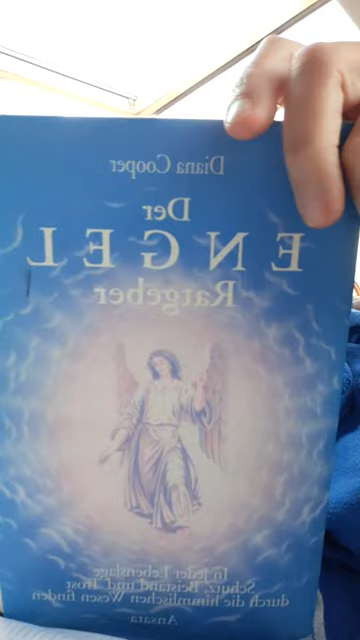 Diana Cooper
Der
ENGEL
Ratgeber
In jeder Lebenslage
Schutz, Beistand und Trost
durch die himmlischen Wesen finden
Ansata